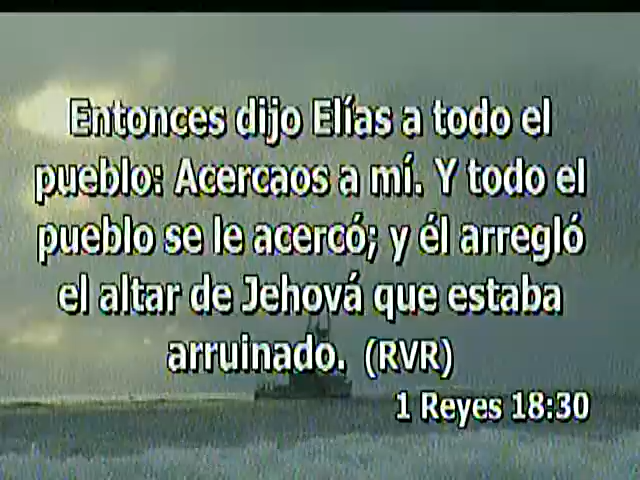 Entonces dijo Elías a todo el
pueblo: Acercaos a mí. Y todo el
pueblo se le acercó; y él arregló
el altar de Jehová que estaba
arruinado. (RVR)
1 Reyes 18:30